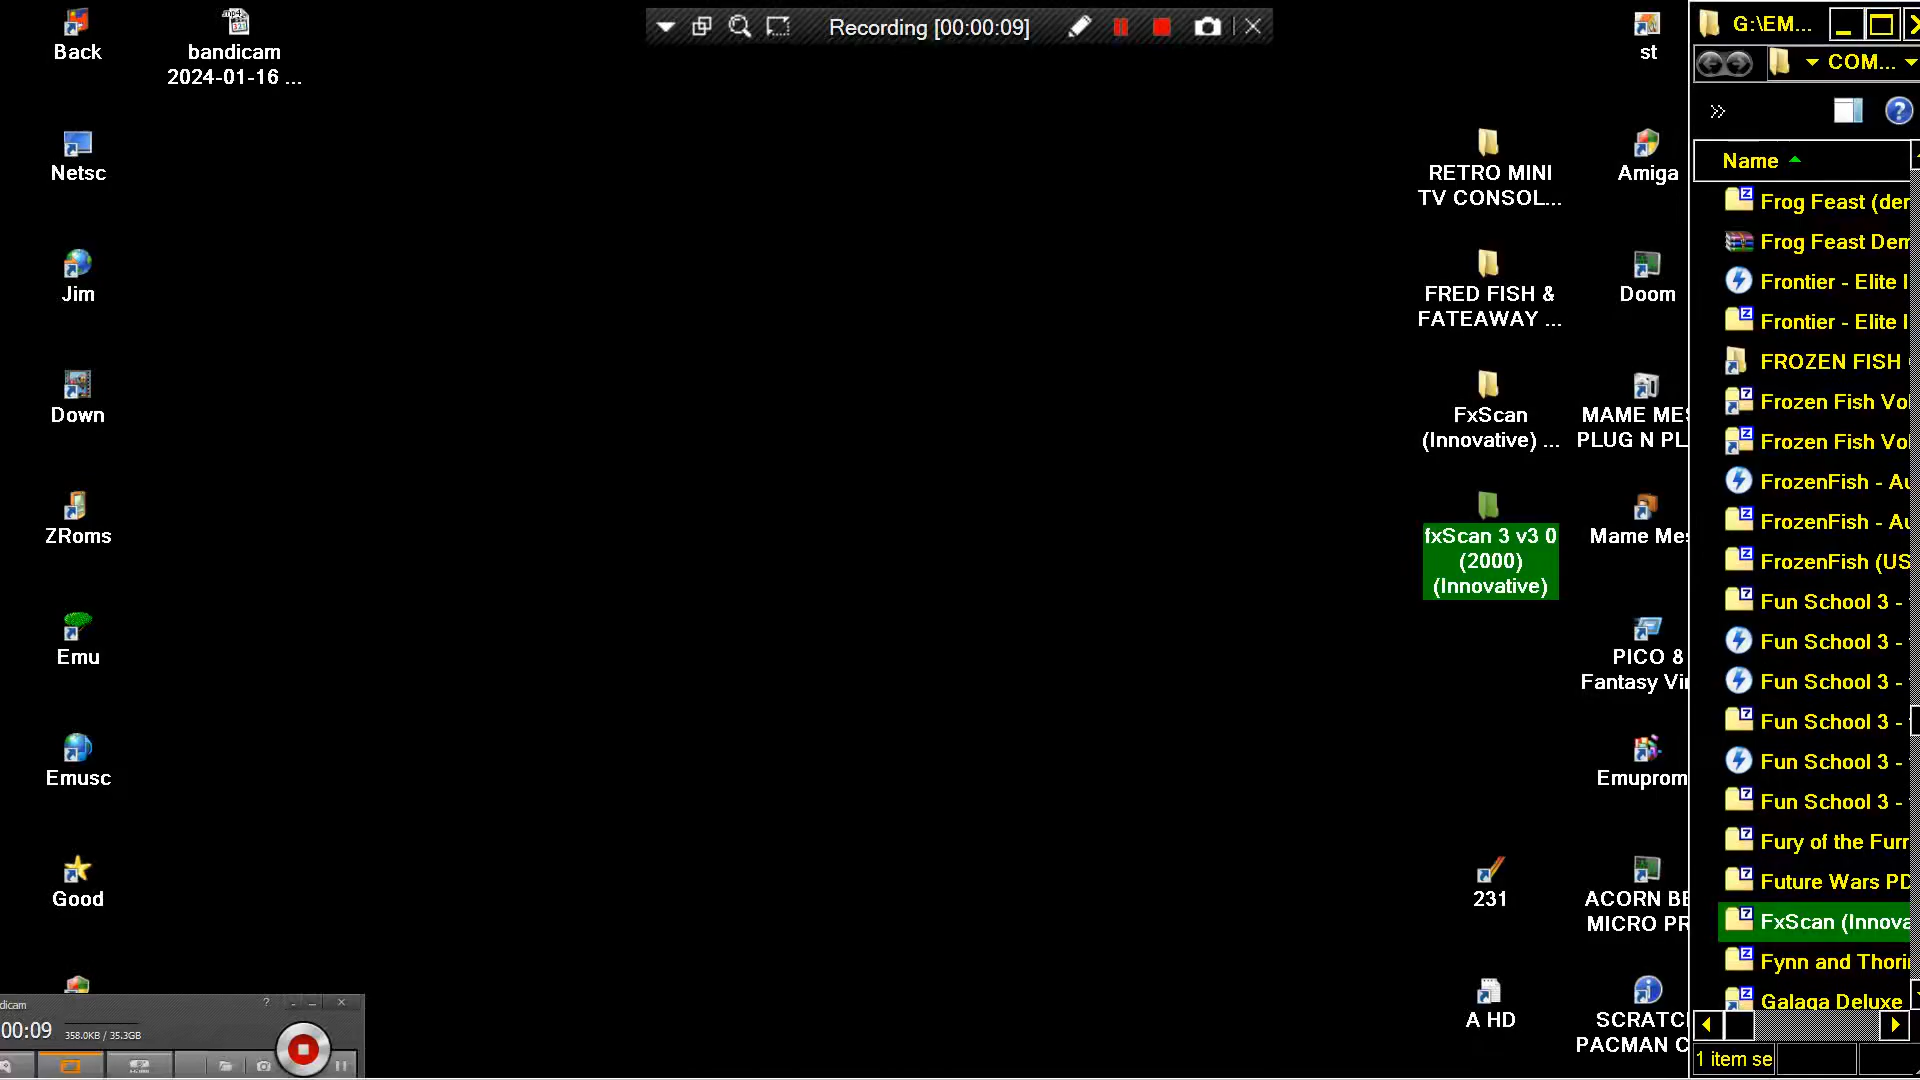 Recording [00:00:09]
Back
bandicam
2024-01-16 ...
Netsc
Jim
Down
ZRoms
Emu
Emusc
Good
dicam
00:09
358.0KB / 35.3GB
RETRO MINI
TV CONSOL...
FRED FISH &
FATEAWAY ...
FxScan
(Innovative) ...
fxScan 3 v3 0
(2000)
(Innovative)
231
A HD
st
Amiga
Doom
MAME MES
PLUG N PL
Mame Mes
PICO 8
Fantasy Vir
Emuprom
ACORN BE
MICRO PR
SCRATC
PACMAN C
G:\EM...
COM...
Name
Frog Feast (der
Frog Feast Dem
Frontier - Elite I
Frontier - Elite I
FROZEN FISH
Frozen Fish Vo
Frozen Fish Vo
FrozenFish - Au
FrozenFish - Au
FrozenFish (US
Fun School 3 -
Fun School 3 -
Fun School 3 -
Fun School 3 -
Fun School 3 -
Fun School 3 -
Fury of the Furr
Future Wars PD
FxScan (Innova
Fynn and Thorin
Galaga Deluxe
1 item se